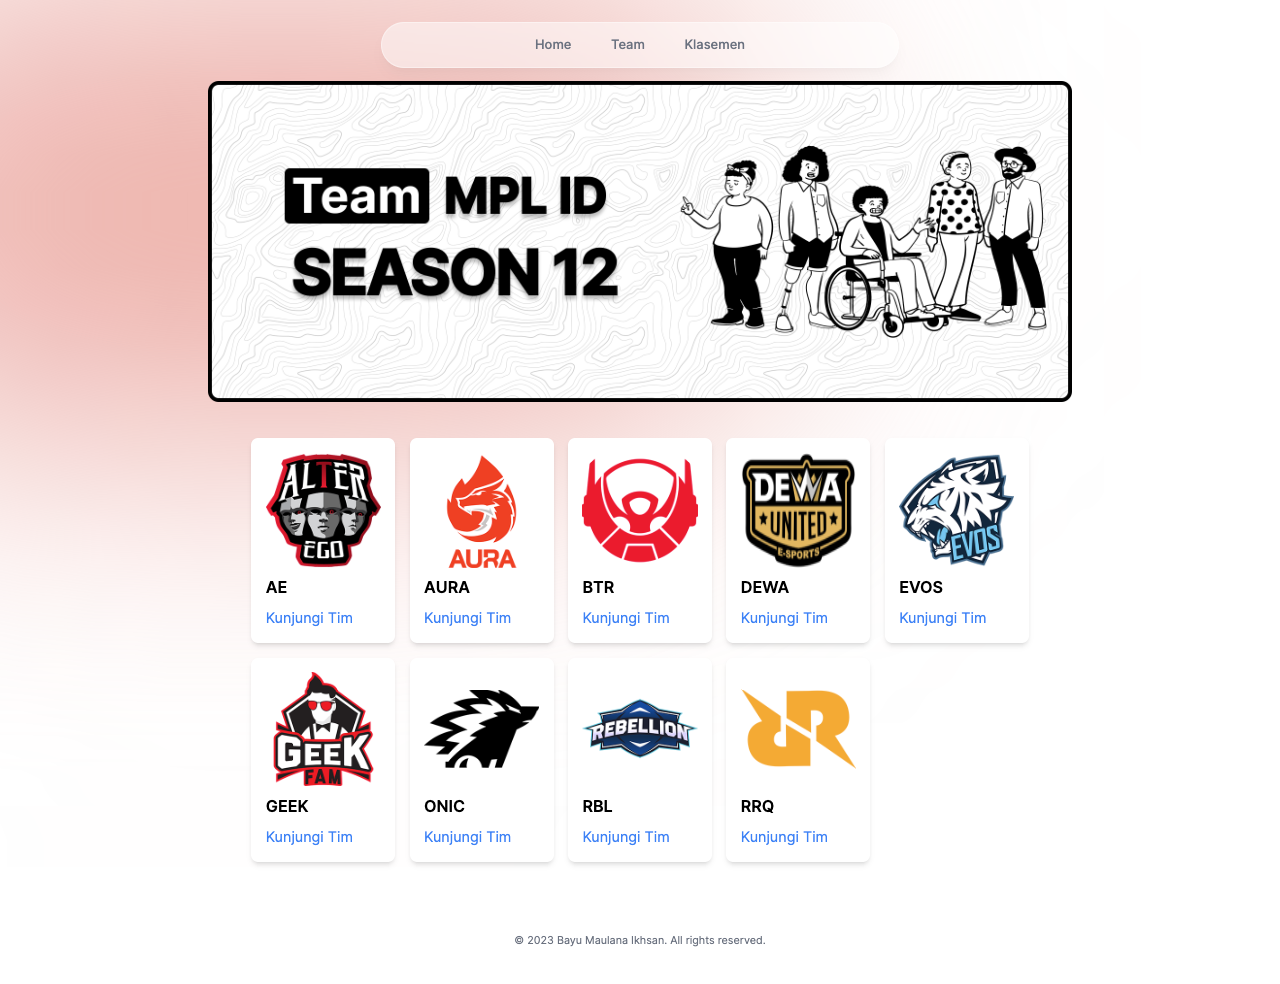 Home Team Klasemen
Team MPL ID
SEASON 12
ALTER
EGO
AURA
DEWA
UNITED
E-SPORTS
EVOS
AE
AURA
BTR
DEWA
EVOS
Kunjungi Tim
Kunjungi Tim
Kunjungi Tim
Kunjungi Tim
Kunjungi Tim
GEEK
FAM
REBELLION
RR
GEEK
ONIC
RBL
RRQ
Kunjungi Tim
Kunjungi Tim
Kunjungi Tim
Kunjungi Tim
© 2023 Bayu Maulana Ikhsan. All rights reserved.